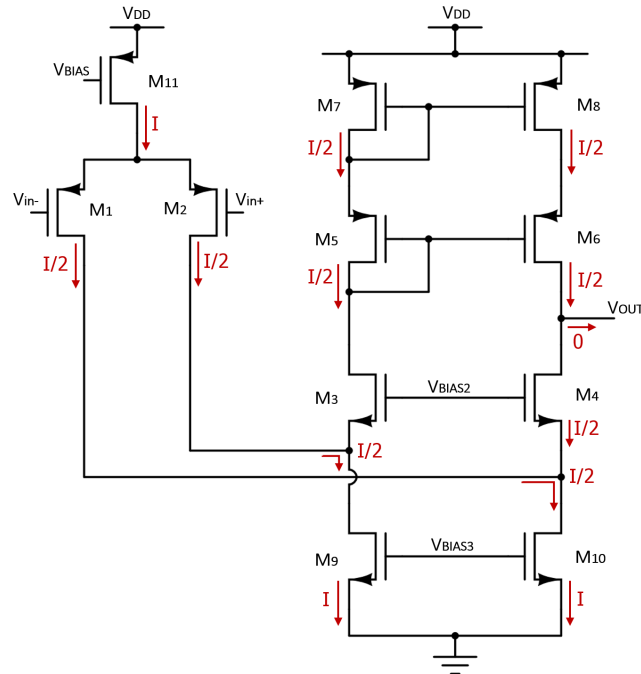 VDD
VDD
VBIAS
M11
I
M7
M8
I/2
I/2
Vin-
M1
M2
Vin+
M5
M6
I/2
I/2
I/2
I/2
VOUT
0
M3
VBIAS2
M4
I/2
I/2
I/2
M9
VBIAS3
M10
I
I